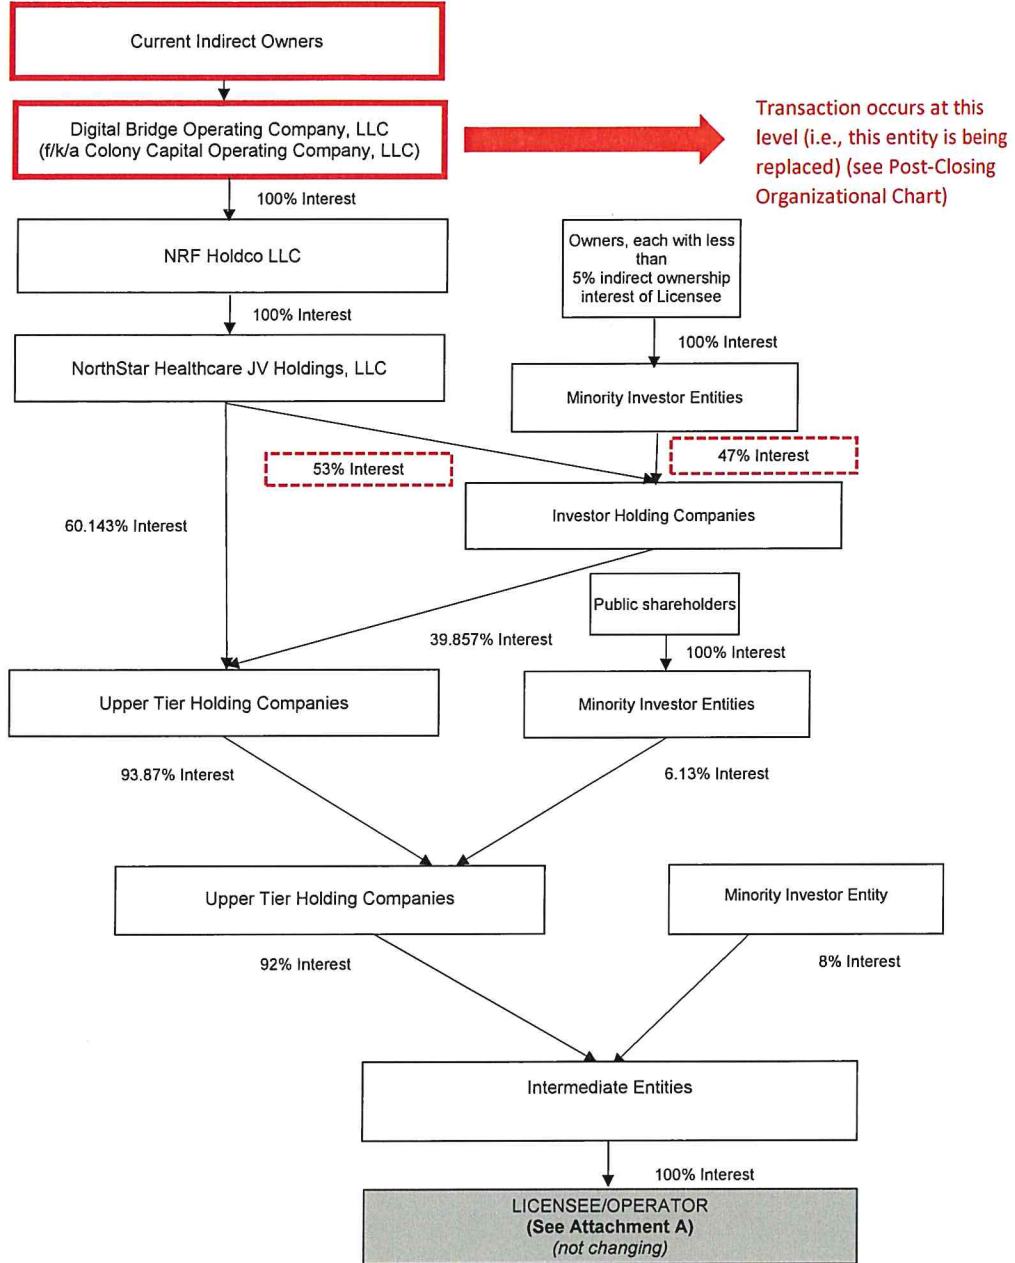 Current Indirect Owners
Digital Bridge Operating Company, LLC
(f/k/a Colony Capital Operating Company, LLC)
Transaction occurs at this
level (i.e., this entity is being
replaced) (see Post-Closing
Organizational Chart)
100% Interest
NRF Holdco LLC
Owners, each with less
than
5% indirect ownership
interest of Licensee
100% Interest
100% Interest
NorthStar Healthcare JV Holdings, LLC
Minority Investor Entities
53% Interest
47% Interest
60.143% Interest
Investor Holding Companies
Public shareholders
39.857% Interest
100% Interest
Upper Tier Holding Companies
Minority Investor Entities
93.87% Interest
6.13% Interest
Upper Tier Holding Companies
Minority Investor Entity
92% Interest
8% Interest
Intermediate Entities
100% Interest
LICENSEE/OPERATOR
(See Attachment A)
(not changing)